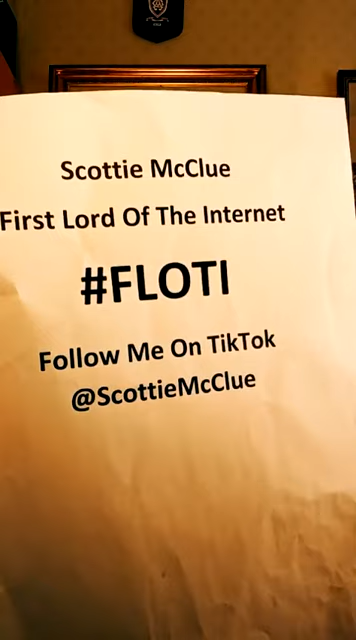 Scottie McClue
First Lord Of The Internet
#FLOTI
Follow Me On TikTok
@ScottieMcClue